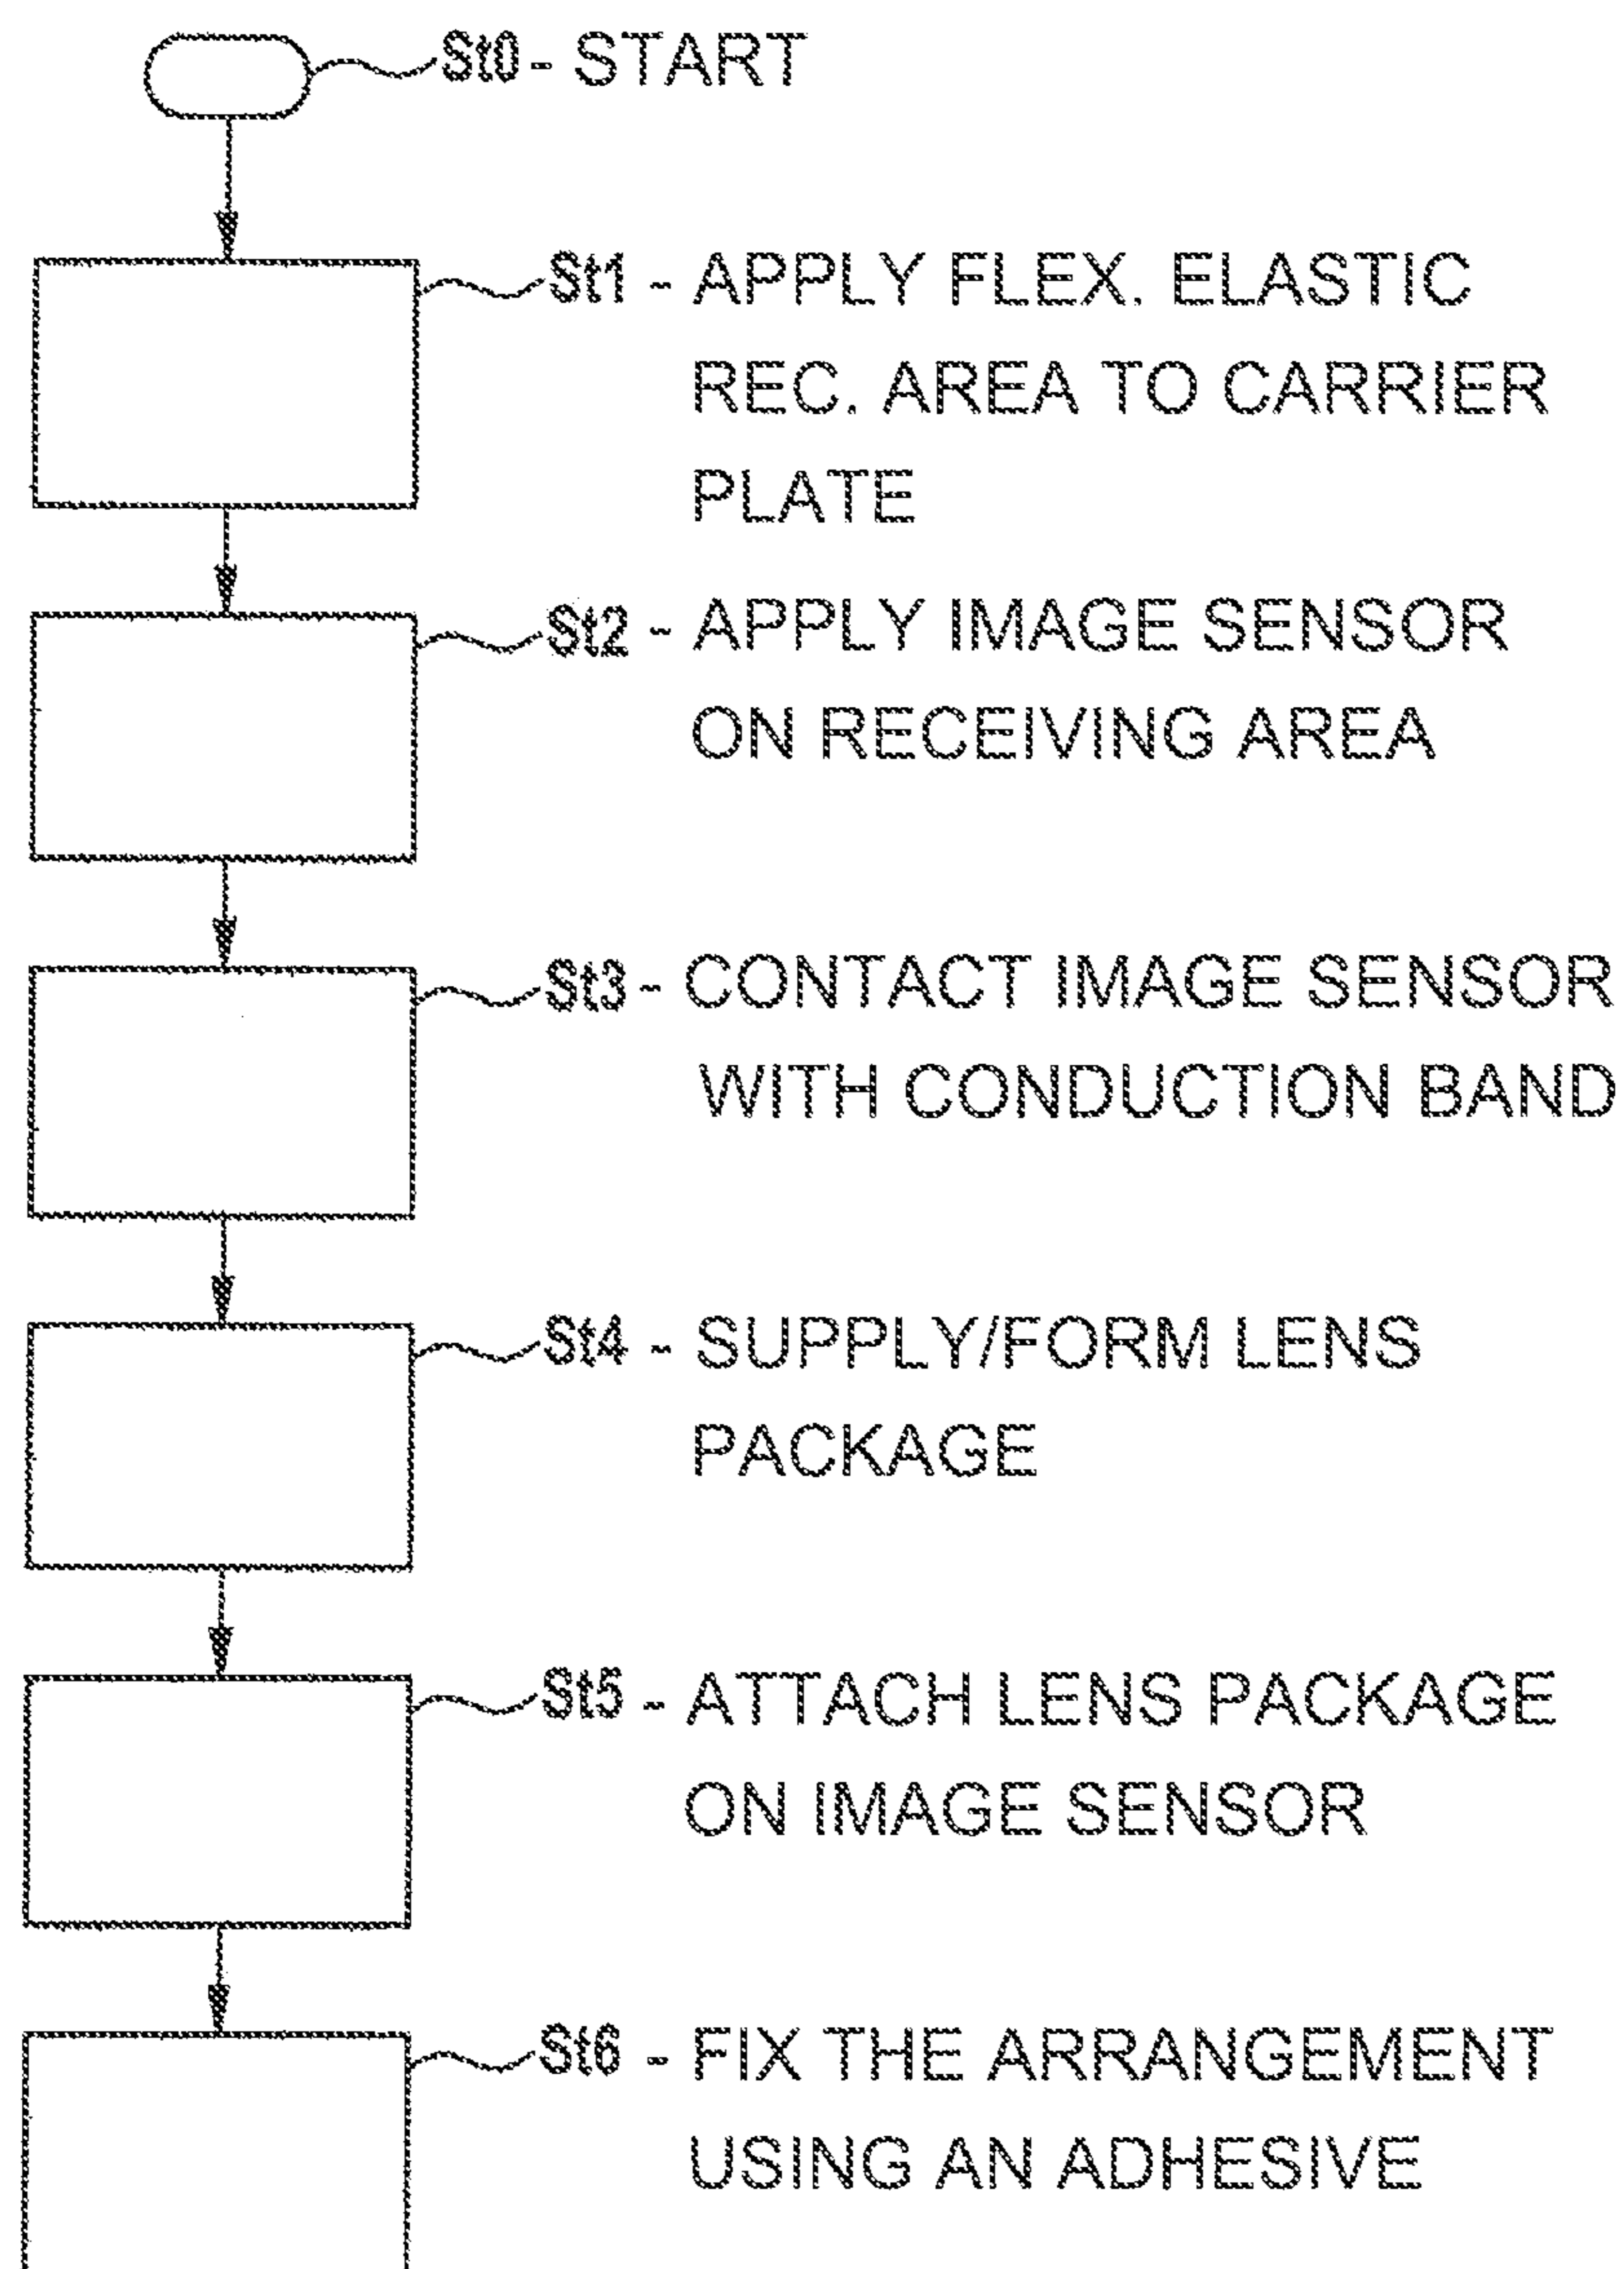 St0 - START
St1 - APPLY FLEX. ELASTIC
REC. AREA TO CARRIER
PLATE
St2 - APPLY IMAGE SENSOR
ON RECEIVING AREA
St3 - CONTACT IMAGE SENSOR
WITH CONDUCTION BAND
St4 - SUPPLY/FORM LENS
PACKAGE
St5 - ATTACH LENS PACKAGE
ON IMAGE SENSOR
St6 - FIX THE ARRANGEMENT
USING AN ADHESIVE